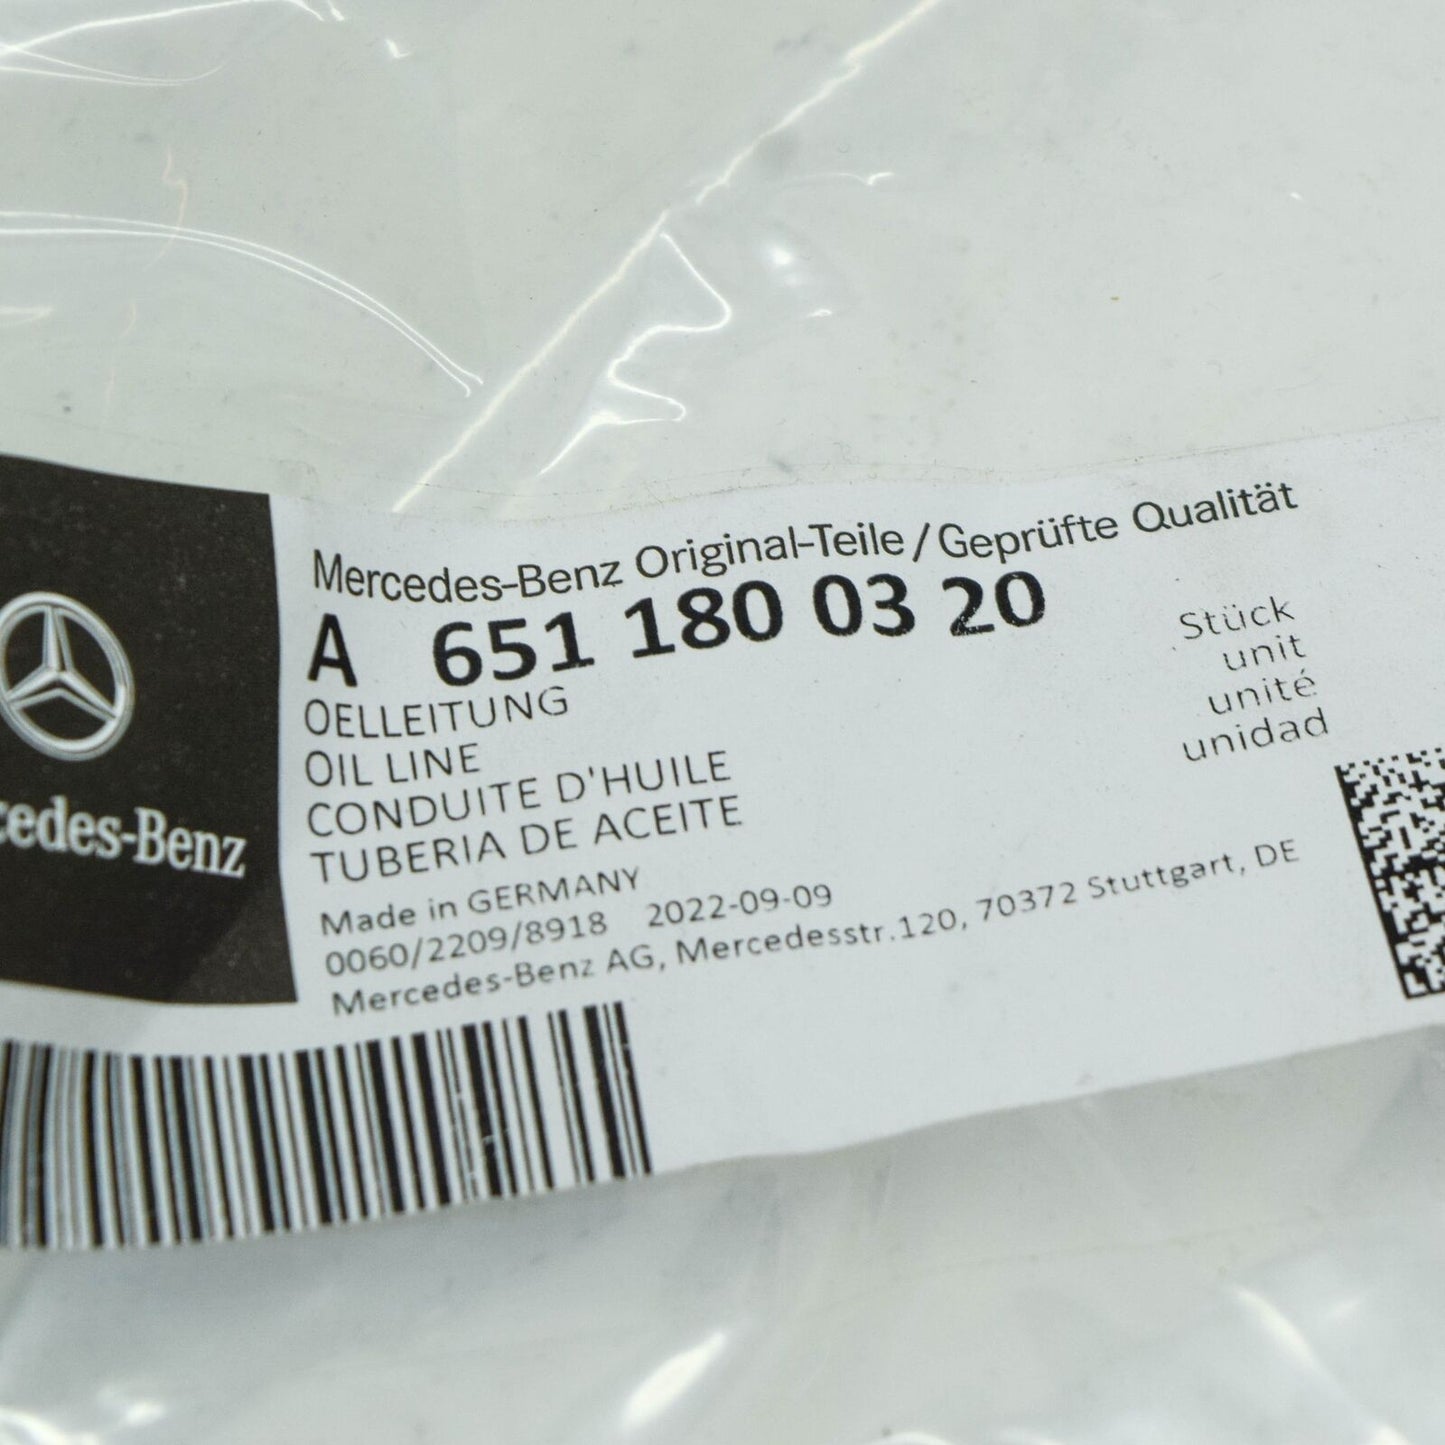 Mercedes-Benz Original-Teile/Geprüfte Qualität
A 651 180 03 20
OELLEITUNG
OIL LINE
CONDUITE D'HUILE
TUBERIA DE ACEITE
Stück
unit
unité
unidad
Made in GERMANY
0060/2209/8918 2022-09-09
Mercedes-Benz AG, Mercedesstr.120, 70372 Stuttgart, DE
cedes-Benz